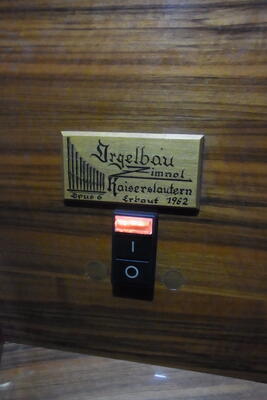 Orgelbau
Zimnol
Kaiserslautern
Opus 6 Erbaut 1962
I
O